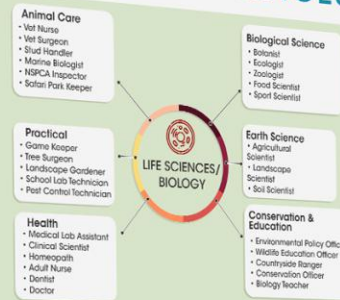 Animal Care
• Vet Nurse
• Vet Surgeon
• Stud Handler
• Marine Biologist
• NSPCA Inspector
• Safari Park Keeper
Practical
• Game Keeper
• Tree Surgeon
• Landscape Gardener
• School Lab Technician
• Pest Control Technician
Health
• Medical Lab Assistant
• Clinical Scientist
• Homeopath
• Adult Nurse
• Dentist
• Doctor
LIFE SCIENCES/
BIOLOGY
Biological Science
• Botanist
• Ecologist
• Zoologist
• Food Scientist
• Sport Scientist
Earth Science
• Agricultural
Scientist
• Landscape
Scientist
• Soil Scientist
Conservation &
Education
• Environmental Policy Offic
• Wildlife Education Officer
• Countryside Ranger
• Conservation Officer
• Biology Teacher